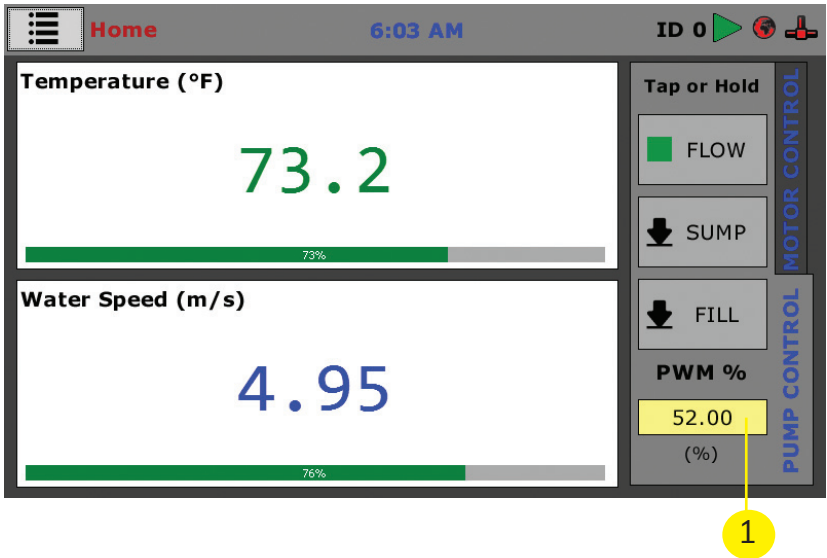 Home
6:03 AM
ID 0
Temperature (°F)
73.2
73%
Water Speed (m/s)
4.95
76%
Tap or Hold
FLOW
SUMP
FILL
PWM %
52.00
(%)
MOTOR CONTROL
PUMP CONTROL
1